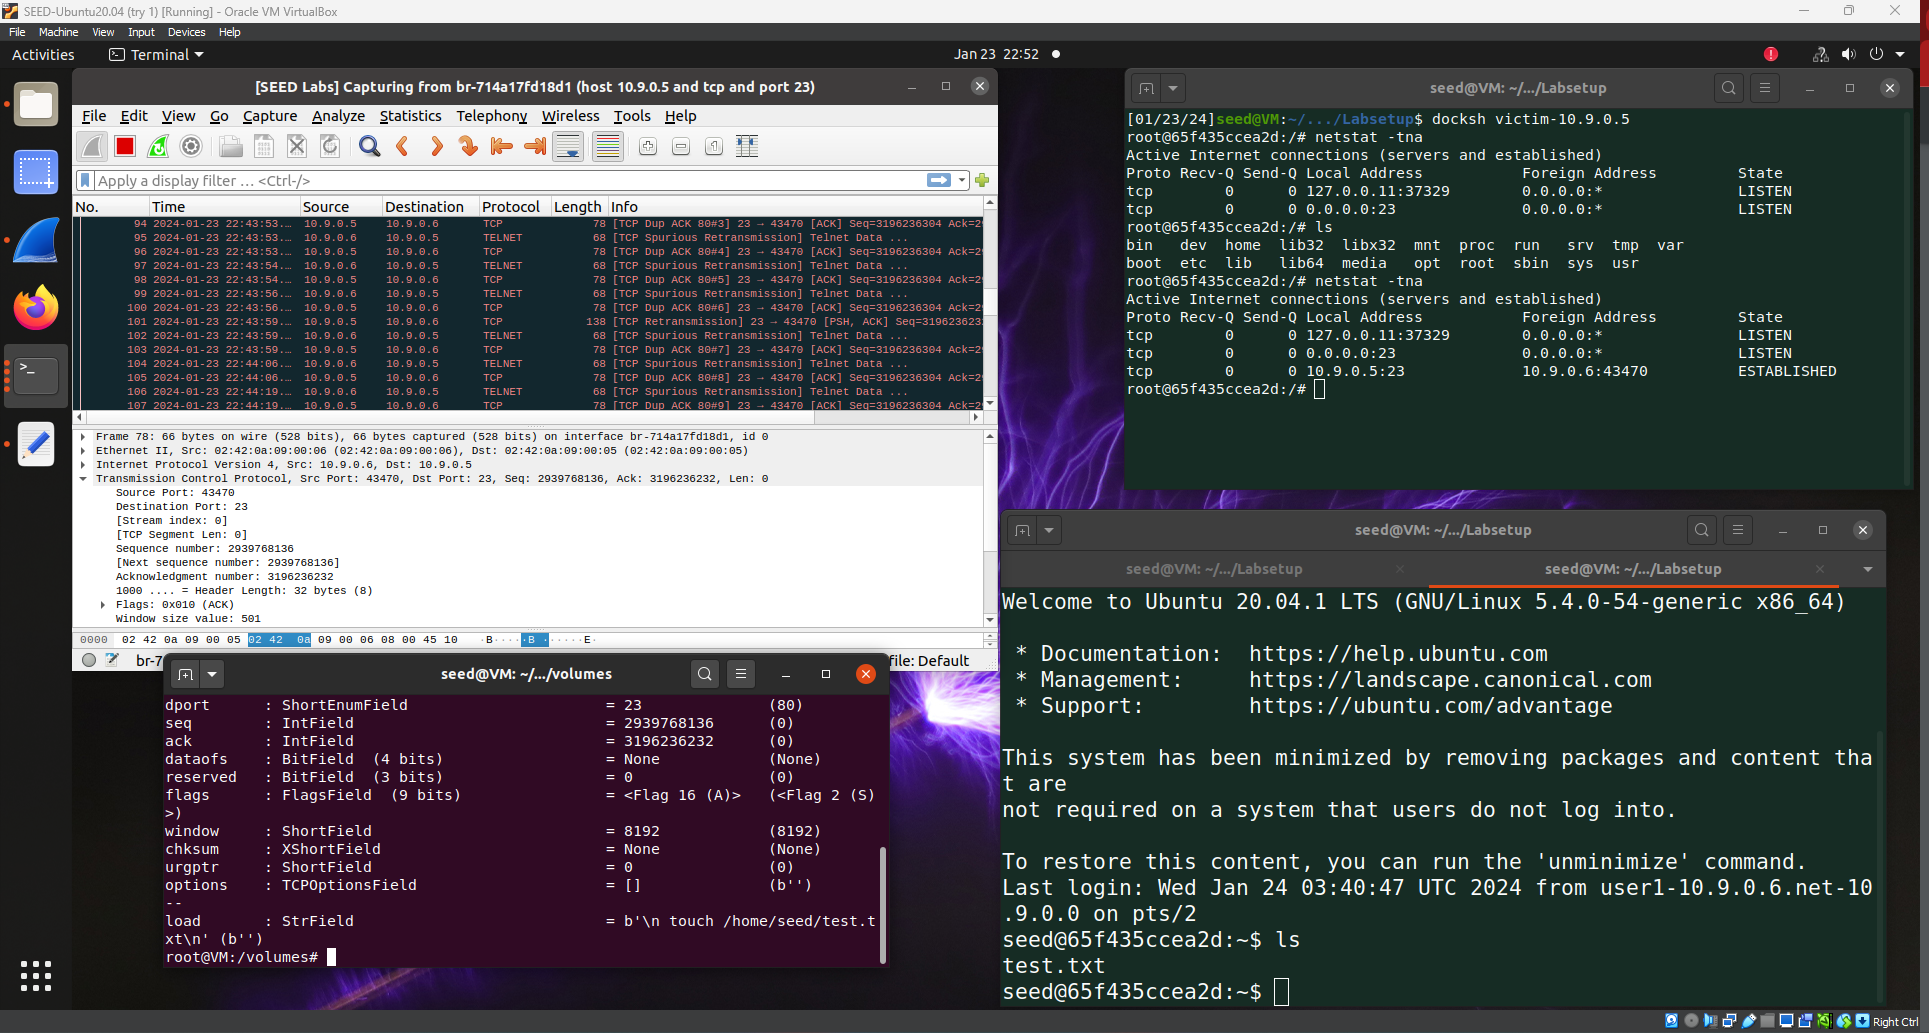 SEED-Ubuntu20.04 (try 1) [Running] - Oracle VM VirtualBox
File Machine View Input Devices Help
Activities Terminal Jan 23 22:52
[SEED Labs] Capturing from br-714a17fd18d1 (host 10.9.0.5 and tcp and port 23)
File Edit View Go Capture Analyze Statistics Telephony Wireless Tools Help
Apply a display filter … <Ctrl-/>
No. Time Source Destination Protocol Length Info
94 2024-01-23 22:43:53.… 10.9.0.5 10.9.0.6 TCP 78 [TCP Dup ACK 80#3] 23 → 43470 [ACK] Seq=3196236304 Ack=29
95 2024-01-23 22:43:53.… 10.9.0.6 10.9.0.5 TELNET 68 [TCP Spurious Retransmission] Telnet Data ...
96 2024-01-23 22:43:53.… 10.9.0.5 10.9.0.6 TCP 78 [TCP Dup ACK 80#4] 23 → 43470 [ACK] Seq=3196236304 Ack=29
97 2024-01-23 22:43:54.… 10.9.0.6 10.9.0.5 TELNET 68 [TCP Spurious Retransmission] Telnet Data ...
98 2024-01-23 22:43:54.… 10.9.0.5 10.9.0.6 TCP 78 [TCP Dup ACK 80#5] 23 → 43470 [ACK] Seq=3196236304 Ack=29
99 2024-01-23 22:43:56.… 10.9.0.6 10.9.0.5 TELNET 68 [TCP Spurious Retransmission] Telnet Data ...
100 2024-01-23 22:43:56.… 10.9.0.5 10.9.0.6 TCP 78 [TCP Dup ACK 80#6] 23 → 43470 [ACK] Seq=3196236304 Ack=29
101 2024-01-23 22:43:59.… 10.9.0.5 10.9.0.6 TCP 138 [TCP Retransmission] 23 → 43470 [PSH, ACK] Seq=319623623
102 2024-01-23 22:43:59.… 10.9.0.6 10.9.0.5 TELNET 68 [TCP Spurious Retransmission] Telnet Data ...
103 2024-01-23 22:43:59.… 10.9.0.5 10.9.0.6 TCP 78 [TCP Dup ACK 80#7] 23 → 43470 [ACK] Seq=3196236304 Ack=29
104 2024-01-23 22:44:06.… 10.9.0.6 10.9.0.5 TELNET 68 [TCP Spurious Retransmission] Telnet Data ...
105 2024-01-23 22:44:06.… 10.9.0.5 10.9.0.6 TCP 78 [TCP Dup ACK 80#8] 23 → 43470 [ACK] Seq=3196236304 Ack=29
106 2024-01-23 22:44:19.… 10.9.0.6 10.9.0.5 TELNET 68 [TCP Spurious Retransmission] Telnet Data ...
107 2024-01-23 22:44:19.… 10.9.0.5 10.9.0.6 TCP 78 [TCP Dup ACK 80#9] 23 → 43470 [ACK] Seq=3196236304 Ack=29
Frame 78: 66 bytes on wire (528 bits), 66 bytes captured (528 bits) on interface br-714a17fd18d1, id 0
Ethernet II, Src: 02:42:0a:09:00:06 (02:42:0a:09:00:06), Dst: 02:42:0a:09:00:05 (02:42:0a:09:00:05)
Internet Protocol Version 4, Src: 10.9.0.6, Dst: 10.9.0.5
Transmission Control Protocol, Src Port: 43470, Dst Port: 23, Seq: 2939768136, Ack: 3196236232, Len: 0
Source Port: 43470
Destination Port: 23
[Stream index: 0]
[TCP Segment Len: 0]
Sequence number: 2939768136
[Next sequence number: 2939768136]
Acknowledgment number: 3196236232
1000 .... = Header Length: 32 bytes (8)
Flags: 0x010 (ACK)
Window size value: 501
0000 02 42 0a 09 00 05 02 42 0a 09 00 06 08 00 45 10 ·B·····B ······E·
br-7 file: Default
seed@VM: ~/.../volumes
dport : ShortEnumField = 23 (80)
seq : IntField = 2939768136 (0)
ack : IntField = 3196236232 (0)
dataofs : BitField (4 bits) = None (None)
reserved : BitField (3 bits) = 0 (0)
flags : FlagsField (9 bits) = <Flag 16 (A)> (<Flag 2 (S)
>)
window : ShortField = 8192 (8192)
chksum : XShortField = None (None)
urgptr : ShortField = 0 (0)
options : TCPOptionsField = [] (b'')
--
load : StrField = b'\n touch /home/seed/test.t
xt\n' (b'')
root@VM:/volumes#
seed@VM: ~/.../Labsetup
[01/23/24]seed@VM:~/.../Labsetup$ docksh victim-10.9.0.5
root@65f435ccea2d:/# netstat -tna
Active Internet connections (servers and established)
Proto Recv-Q Send-Q Local Address Foreign Address State
tcp 0 0 127.0.0.11:37329 0.0.0.0:* LISTEN
tcp 0 0 0.0.0.0:23 0.0.0.0:* LISTEN
root@65f435ccea2d:/# ls
bin dev home lib32 libx32 mnt proc run srv tmp var
boot etc lib lib64 media opt root sbin sys usr
root@65f435ccea2d:/# netstat -tna
Active Internet connections (servers and established)
Proto Recv-Q Send-Q Local Address Foreign Address State
tcp 0 0 127.0.0.11:37329 0.0.0.0:* LISTEN
tcp 0 0 0.0.0.0:23 0.0.0.0:* LISTEN
tcp 0 0 10.9.0.5:23 10.9.0.6:43470 ESTABLISHED
root@65f435ccea2d:/#
seed@VM: ~/.../Labsetup
seed@VM: ~/.../Labsetup seed@VM: ~/.../Labsetup
Welcome to Ubuntu 20.04.1 LTS (GNU/Linux 5.4.0-54-generic x86_64)
* Documentation: https://help.ubuntu.com
* Management: https://landscape.canonical.com
* Support: https://ubuntu.com/advantage
This system has been minimized by removing packages and content tha
t are
not required on a system that users do not log into.
To restore this content, you can run the 'unminimize' command.
Last login: Wed Jan 24 03:40:47 UTC 2024 from user1-10.9.0.6.net-10
.9.0.0 on pts/2
seed@65f435ccea2d:~$ ls
test.txt
seed@65f435ccea2d:~$
Right Ctrl